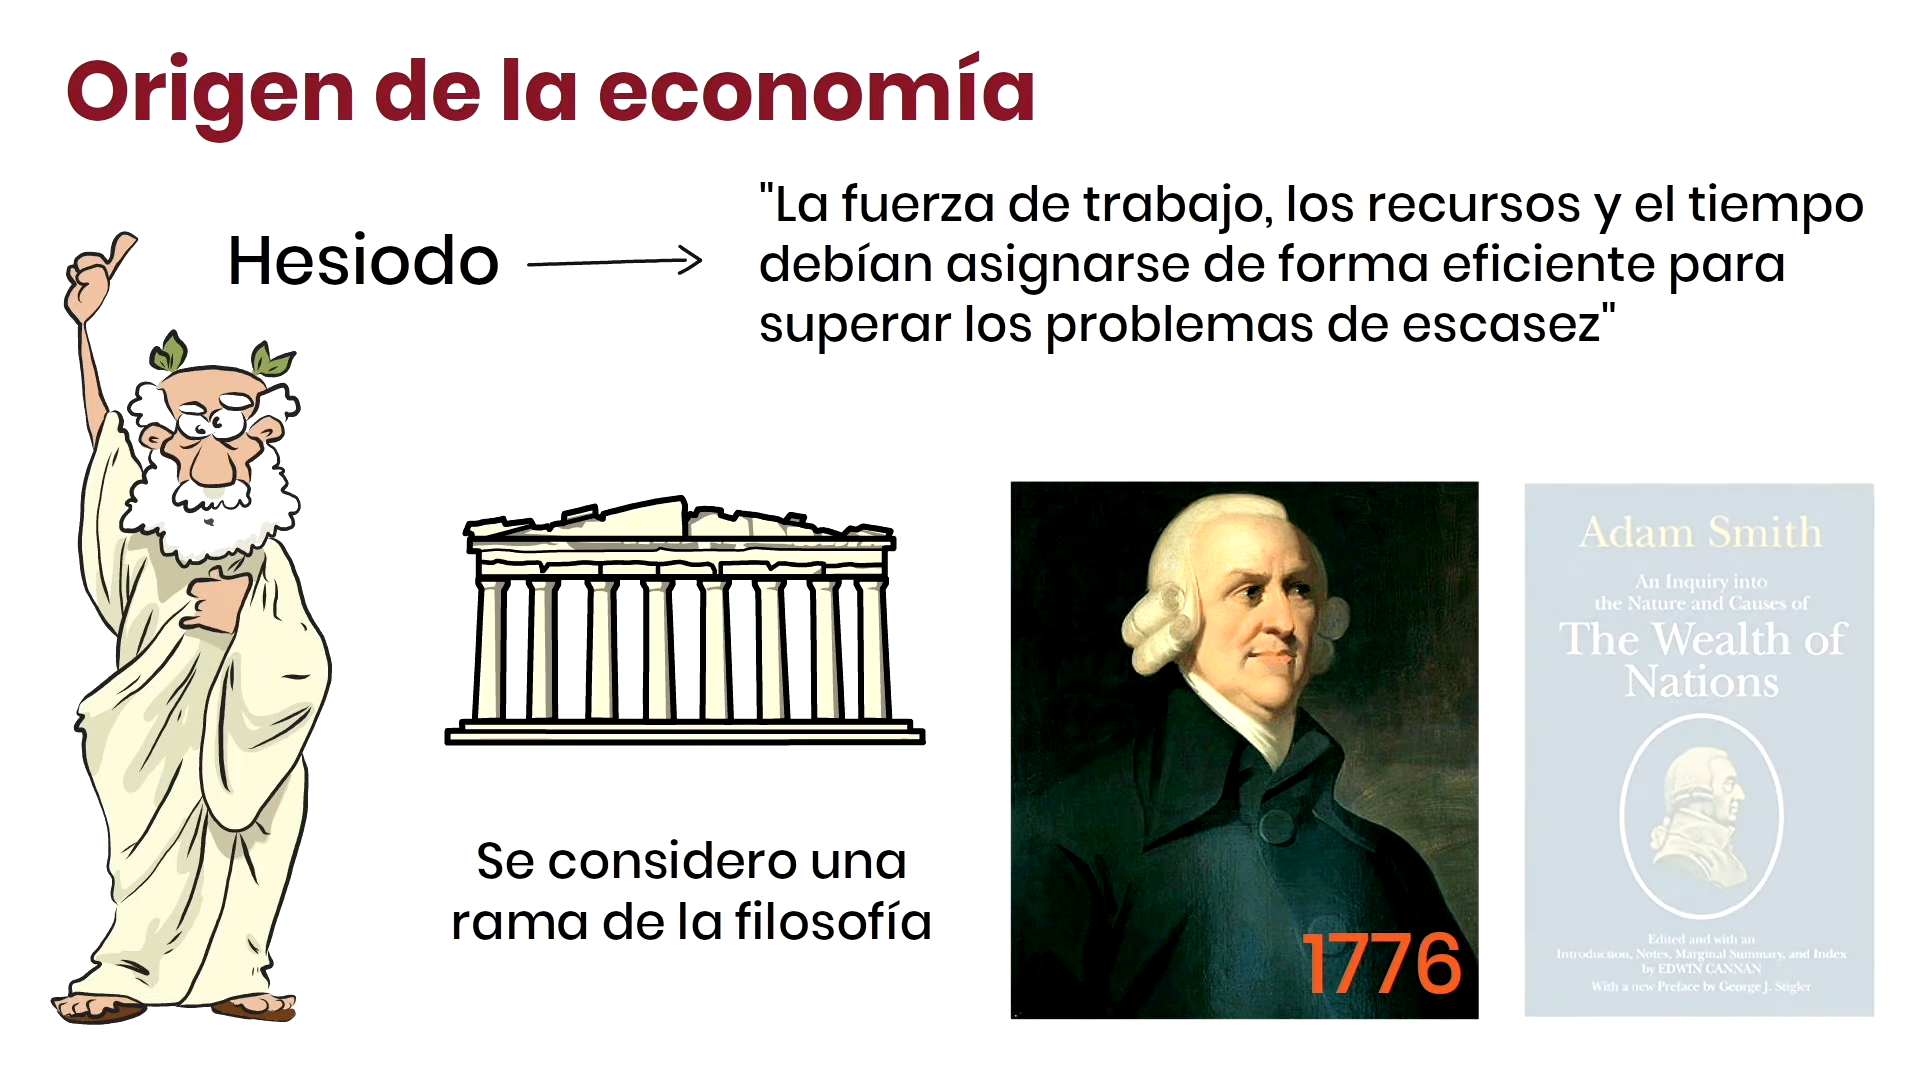 Origen de la economía
Hesiodo
"La fuerza de trabajo, los recursos y el tiempo
debían asignarse de forma eficiente para
superar los problemas de escasez"
Se considero una
rama de la filosofía
1776
Adam Smith
An Inquiry into
the Nature and Causes of
The Wealth of
Nations
Edited and with an
Introduction, Notes, Marginal Summary, and Index
by EDWIN CANNAN
With a new Preface by George J. Stigler